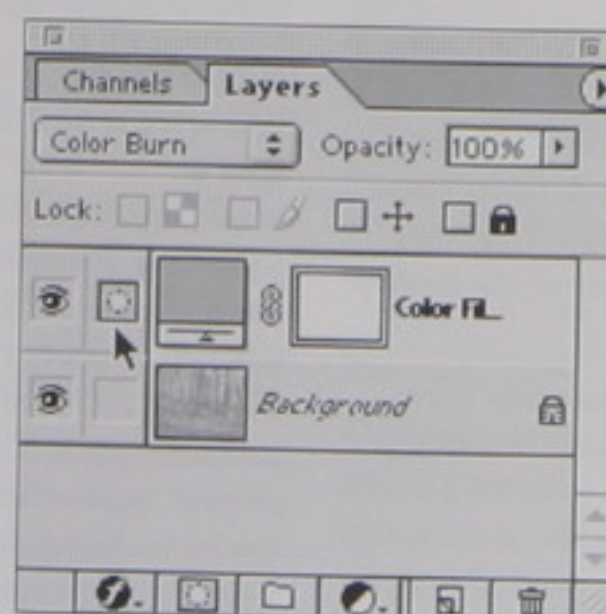 Channels Layers
Color Burn Opacity: 100%
Lock:
Color Fil...
Background